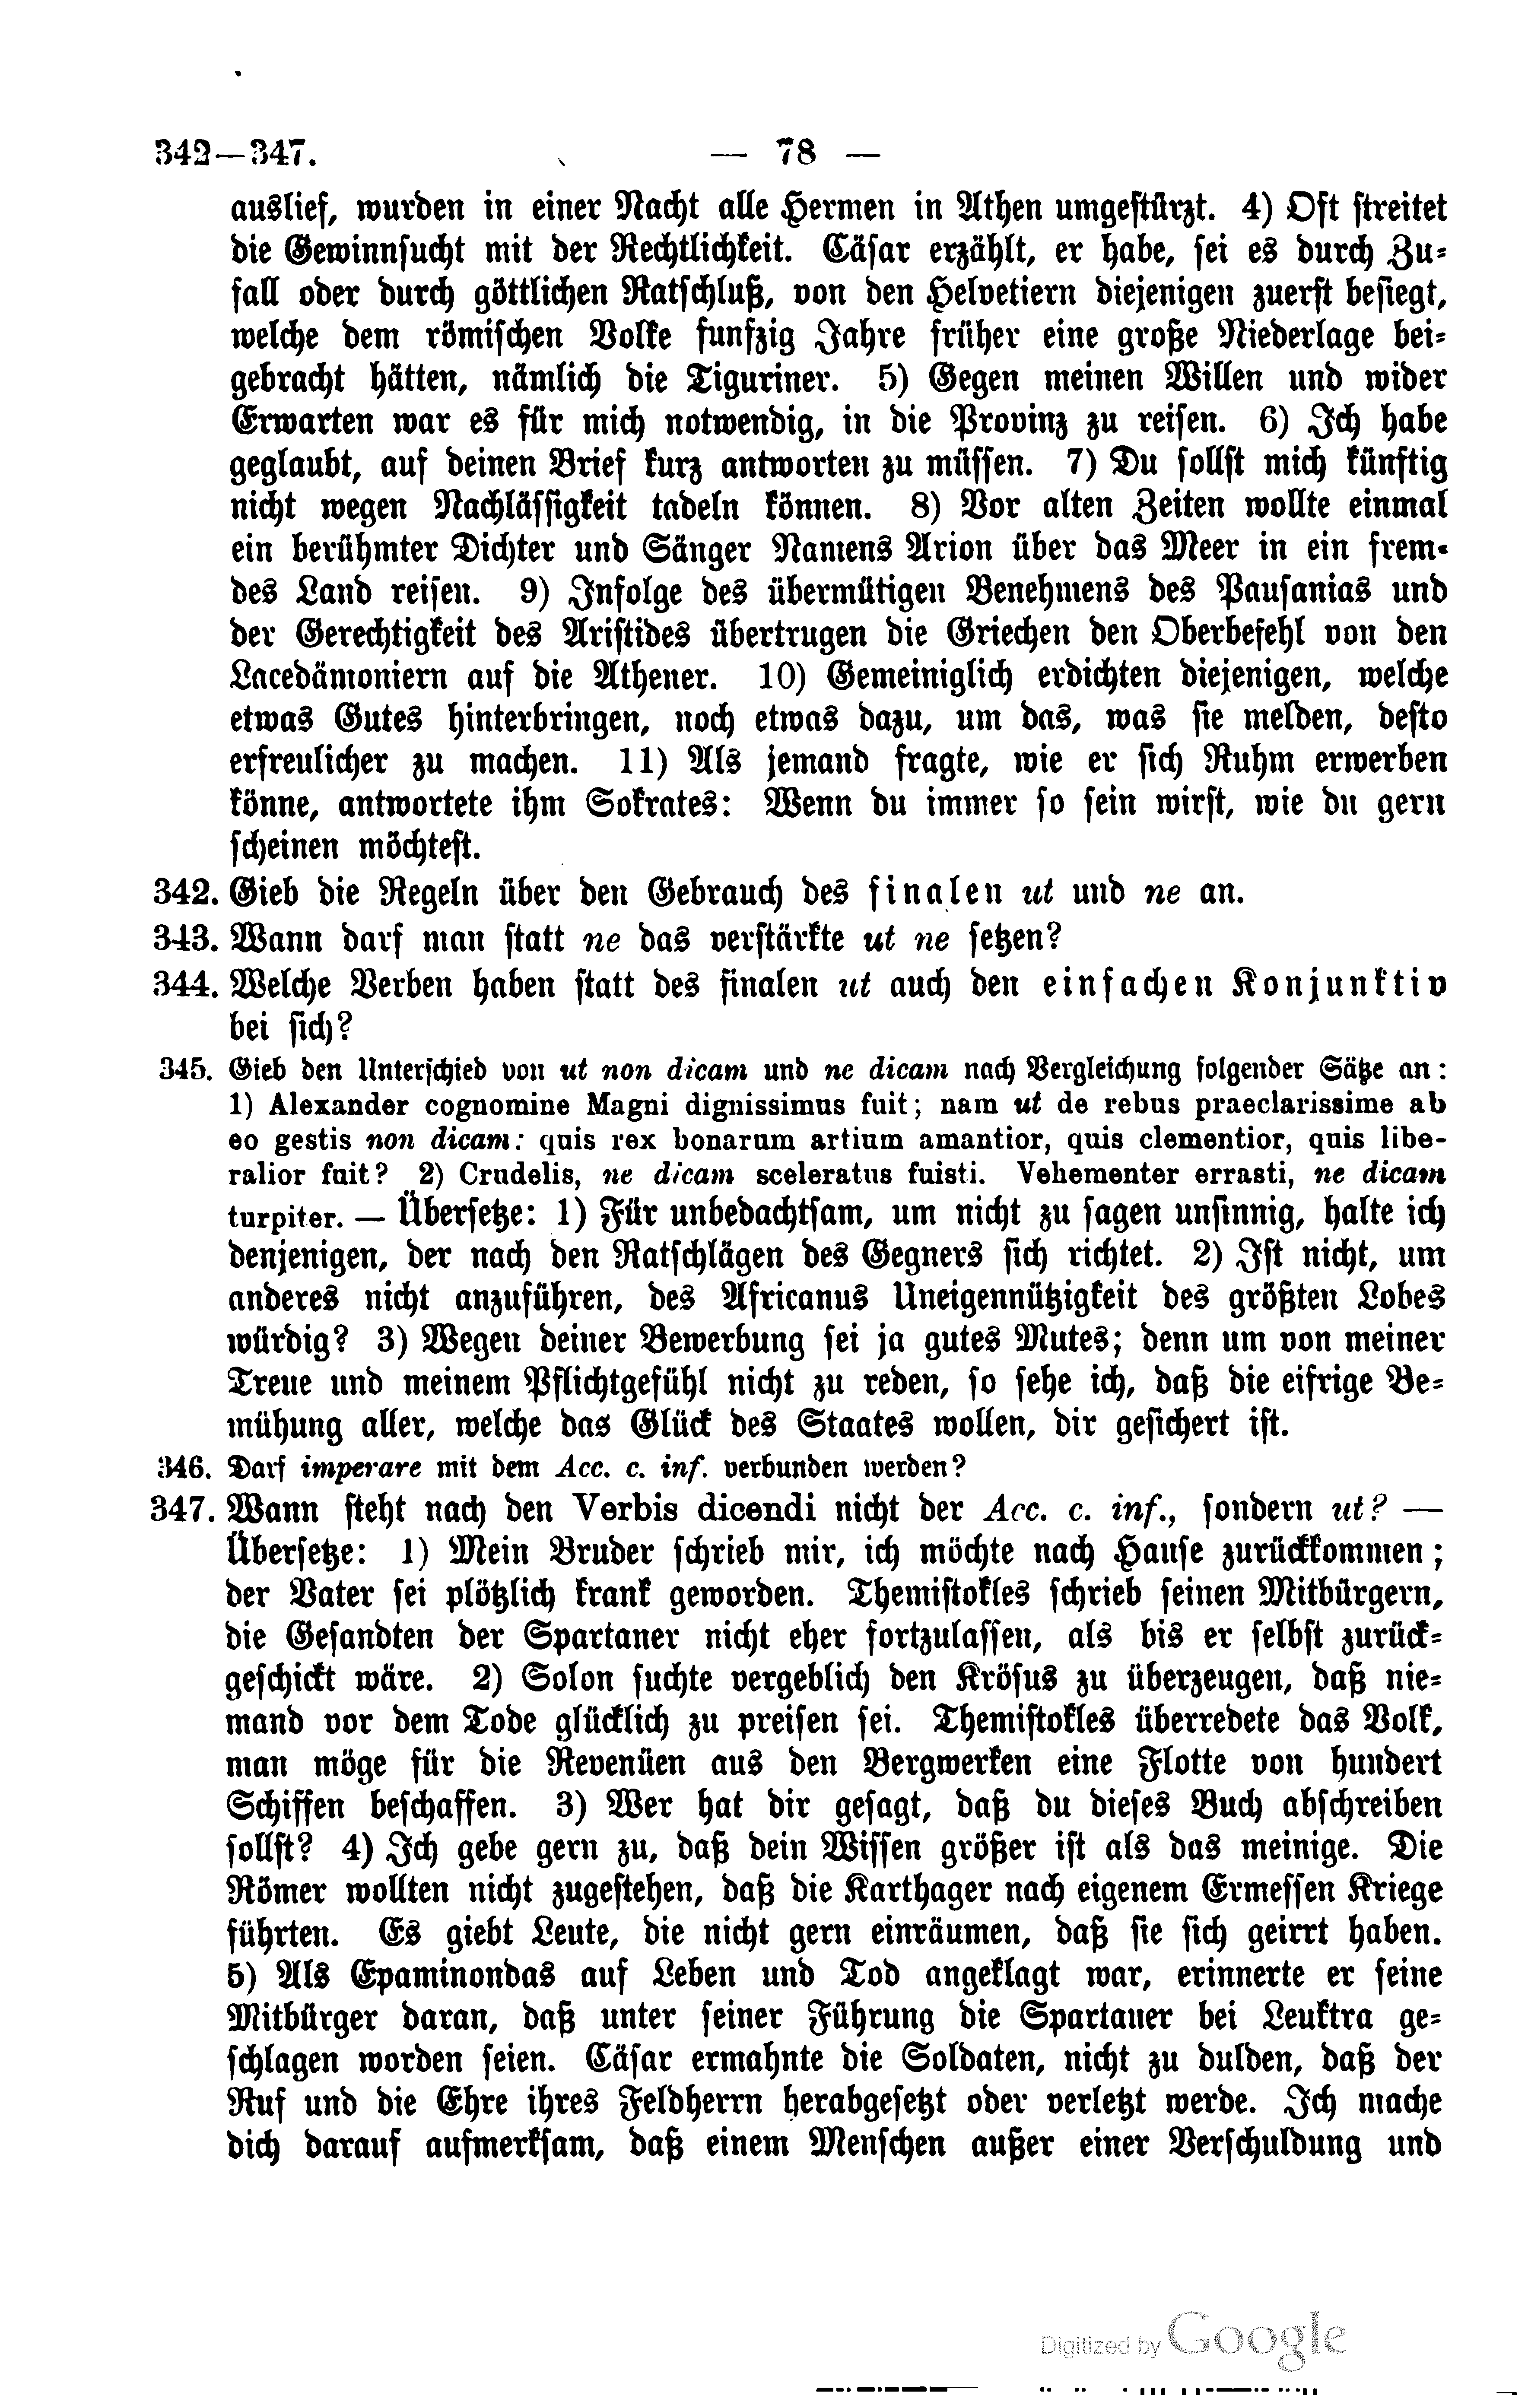 342—347. — 78 —
auslief, wurden in einer Nacht alle Hermen in Athen umgestürzt. 4) Oft streitet
die Gewinnsucht mit der Rechtlichkeit. Cäsar erzählt, er habe, sei es durch Zu=
fall oder durch göttlichen Ratschluß, von den Helvetiern diejenigen zuerst besiegt,
welche dem römischen Volke funfzig Jahre früher eine große Niederlage bei=
gebracht hätten, nämlich die Tiguriner. 5) Gegen meinen Willen und wider
Erwarten war es für mich notwendig, in die Provinz zu reisen. 6) Ich habe
geglaubt, auf deinen Brief kurz antworten zu müssen. 7) Du sollst mich künftig
nicht wegen Nachlässigkeit tadeln können. 8) Vor alten Zeiten wollte einmal
ein berühmter Dichter und Sänger Namens Arion über das Meer in ein frem=
des Land reisen. 9) Infolge des übermütigen Benehmens des Pausanias und
der Gerechtigkeit des Aristides übertrugen die Griechen den Oberbefehl von den
Lacedämoniern auf die Athener. 10) Gemeiniglich erdichten diejenigen, welche
etwas Gutes hinterbringen, noch etwas dazu, um das, was sie melden, desto
erfreulicher zu machen. 11) Als jemand fragte, wie er sich Ruhm erwerben
könne, antwortete ihm Sokrates: Wenn du immer so sein wirst, wie du gern
scheinen möchtest.
342. Gieb die Regeln über den Gebrauch des finalen ut und ne an.
343. Wann darf man statt ne das verstärkte ut ne setzen?
344. Welche Verben haben statt des finalen ut auch den einfachen Konjunktiv
bei sich?
345. Gieb den Unterschied von ut non dicam und ne dicam nach Vergleichung folgender Sätze an:
1) Alexander cognomine Magni dignissimus fuit; nam ut de rebus praeclarissime ab
eo gestis non dicam: quis rex bonarum artium amantior, quis clementior, quis libe-
ralior fuit? 2) Crudelis, ne dicam sceleratus fuisti. Vehementer errasti, ne dicam
turpiter. — Übersetze: 1) Für unbedachtsam, um nicht zu sagen unsinnig, halte ich
denjenigen, der nach den Ratschlägen des Gegners sich richtet. 2) Ist nicht, um
anderes nicht anzuführen, des Africanus Uneigennützigkeit des größten Lobes
würdig? 3) Wegen deiner Bewerbung sei ja gutes Mutes; denn um von meiner
Treue und meinem Pflichtgefühl nicht zu reden, so sehe ich, daß die eifrige Be=
mühung aller, welche das Glück des Staates wollen, dir gesichert ist.
346. Darf imperare mit dem Acc. c. inf. verbunden werden?
347. Wann steht nach den Verbis dicendi nicht der Acc. c. inf., sondern ut? —
Übersetze: 1) Mein Bruder schrieb mir, ich möchte nach Hause zurückkommen;
der Vater sei plötzlich krank geworden. Themistokles schrieb seinen Mitbürgern,
die Gesandten der Spartaner nicht eher fortzulassen, als bis er selbst zurück=
geschickt wäre. 2) Solon suchte vergeblich den Krösus zu überzeugen, daß nie=
mand vor dem Tode glücklich zu preisen sei. Themistokles überredete das Volk,
man möge für die Revenüen aus den Bergwerken eine Flotte von hundert
Schiffen beschaffen. 3) Wer hat dir gesagt, daß du dieses Buch abschreiben
sollst? 4) Ich gebe gern zu, daß dein Wissen größer ist als das meinige. Die
Römer wollten nicht zugestehen, daß die Karthager nach eigenem Ermessen Kriege
führten. Es giebt Leute, die nicht gern einräumen, daß sie sich geirrt haben.
5) Als Epaminondas auf Leben und Tod angeklagt war, erinnerte er seine
Mitbürger daran, daß unter seiner Führung die Spartaner bei Leuktra ge=
schlagen worden seien. Cäsar ermahnte die Soldaten, nicht zu dulden, daß der
Ruf und die Ehre ihres Feldherrn herabgesetzt oder verletzt werde. Ich mache
dich darauf aufmerksam, daß einem Menschen außer einer Verschuldung und
Digitized by Google